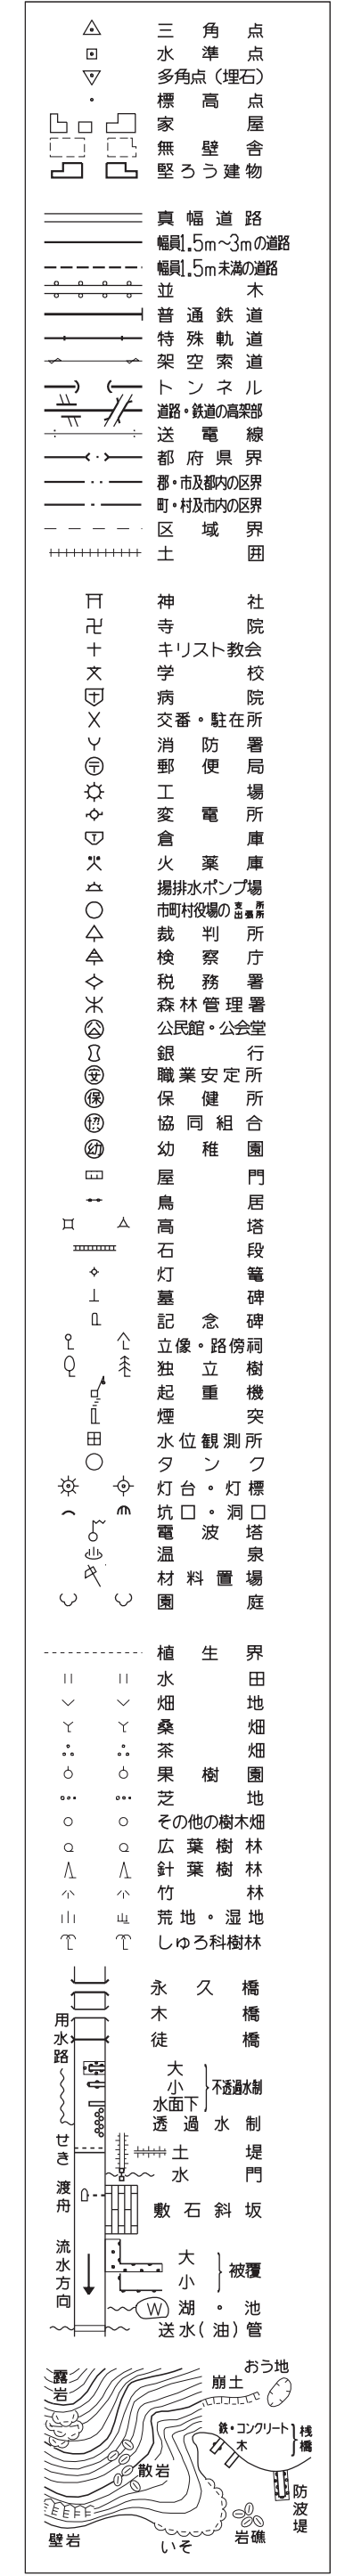 三角点
水準点
多角点（埋石）
標高点
家屋
無壁舎
堅ろう建物
真幅道路
幅員1.5m～3mの道路
幅員1.5m未満の道路
並木
普通鉄道
特殊軌道
架空索道
トンネル
道路・鉄道の高架部
送電線
都府県界
郡・市及都内の区界
町・村及市内の区界
区域界
土囲
神社
寺院
キリスト教会
学校
病院
交番・駐在所
消防署
郵便局
工場
変電所
倉庫
火薬庫
揚排水ポンプ場
市町村役場の支所出張所
裁判所
検察庁
税務署
森林管理署
公 公民館・公会堂
銀行
安 職業安定所
保 保健所
協 協同組合
幼 幼稚園
屋門
鳥居
高塔
石段
灯篭
墓碑
記念碑
立像・路傍祠
独立樹
起重機
煙突
水位観測所
タンク
灯台・灯標
坑口・洞口
電波塔
温泉
材料置場
園庭
植生界
水田
畑地
桑畑
茶畑
果樹園
芝地
その他の樹木畑
広葉樹林
針葉樹林
竹林
荒地・湿地
しゅろ科樹林
永久橋
木橋
徒橋
用水路
大
小
水面下
不透過水制
透過水制
せき
土堤
水門
渡舟
敷石斜坂
流水方向
大
小
被覆
W 湖・池
送水(油)管
露岩
おう地
崩土
鉄・コンクリート
木
桟橋
散岩
防波堤
岩礁
壁岩
いそ